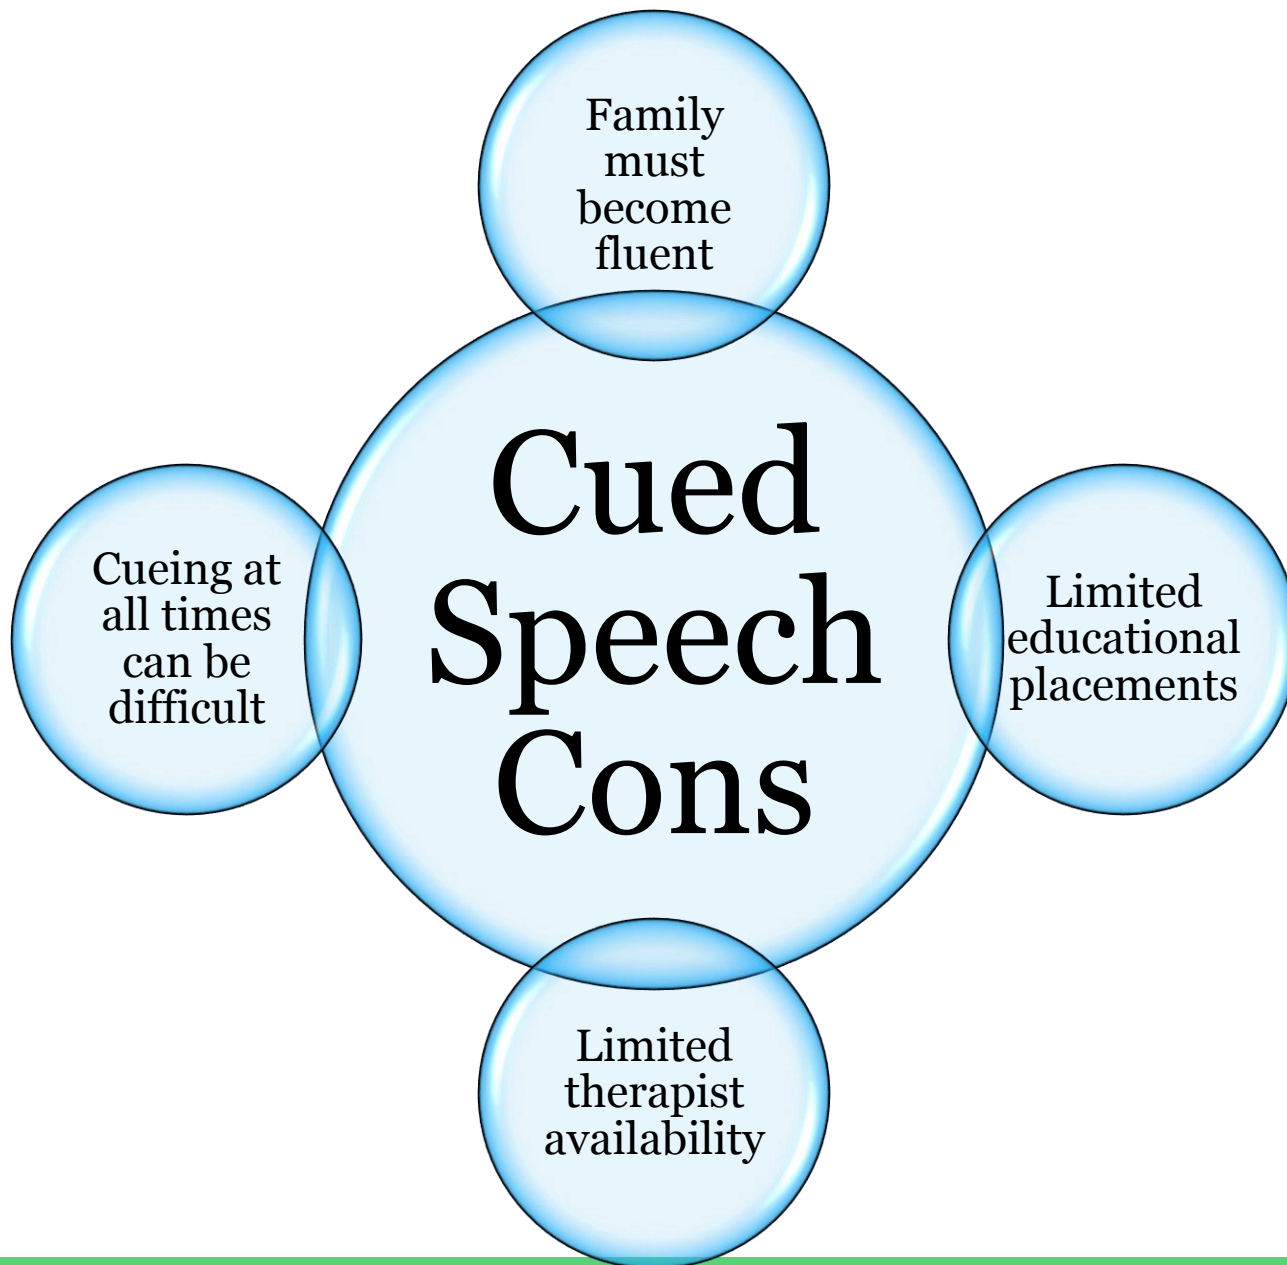 Family
must
become
fluent
Cued
Speech
Cons
Cueing at
all times
can be
difficult
Limited
educational
placements
Limited
therapist
availability